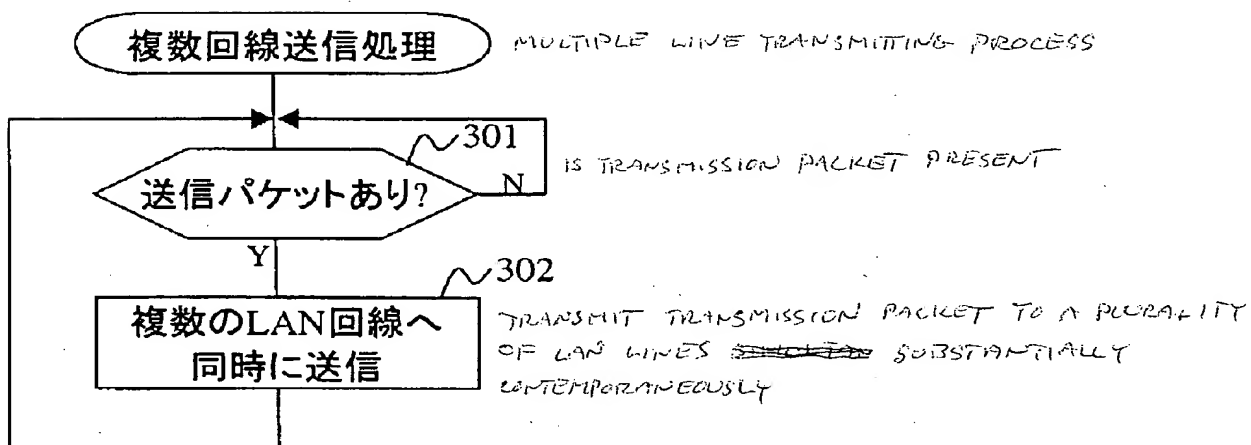 複数回線送信処理
MULTIPLE LINE TRANSMITTING PROCESS
301
送信パケットあり?
N
IS TRANSMISSION PACKET PRESENT
Y
302
複数のLAN回線へ
同時に送信
TRANSMIT TRANSMISSION PACKET TO A PLURALITY
OF LAN LINES SUBSTANTIALLY
CONTEMPORANEOUSLY